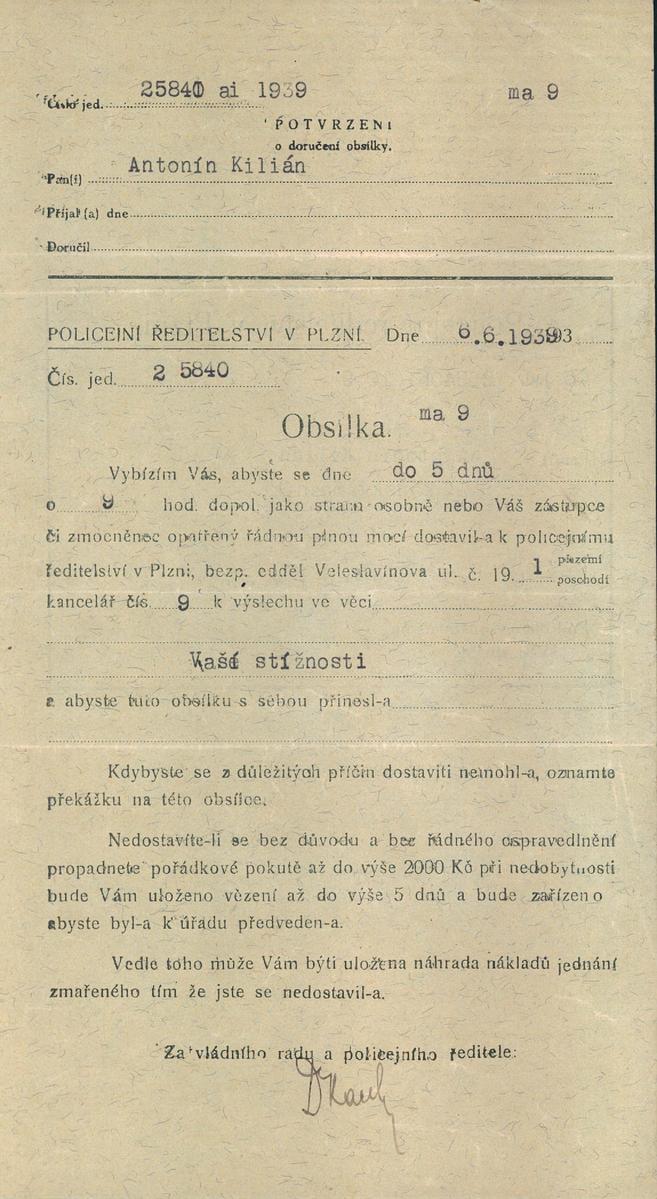 Číslo jed. 25840 ai 1939 ma 9
POTVRZENI
o doručení obsílky.
Pan(í) Antonín Kilián
Přijal (a) dne
Doručil
POLICEJNÍ ŘEDITELSTVÍ V PLZNI. Dne 6.6.1939
Čís. jed. 2 5840
Obsílka. ma 9
Vybízím Vás, abyste se dne do 5 dnů
o 9 hod. dopol. jako strana osobně nebo Váš zástupce
či zmocněnec opatřený řádnou plnou mocí dostavil-a k policejnímu
ředitelství v Plzni, bezp. odděl Veleslavínova ul. č. 19. 1 přízemí
poschodí
kancelář čís. 9 k výslechu ve věci
Vaší stížnosti
a abyste tuto obsílku s sebou přinesl-a
Kdybyste se z důležitých příčin dostaviti nemohl-a, oznamte
překážku na této obsílce.
Nedostavíte-li se bez důvodu a bez řádného ospravedlnění
propadnete pořádkové pokutě až do výše 2000 Kč při nedobytnosti
bude Vám uloženo vězení až do výše 5 dnů a bude zařízeno
abyste byl-a k úřadu předveden-a.
Vedle toho může Vám býti uložena náhrada nákladů jednání
zmařeného tím že jste se nedostavil-a.
Za vládního radu a policejního ředitele: